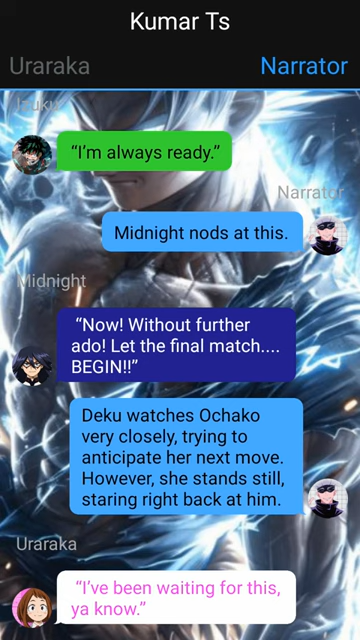 Kumar Ts
Uraraka
Narrator
Izuku
“I'm always ready.”
Narrator
Midnight nods at this.
Midnight
“Now! Without further
ado! Let the final match....
BEGIN!!”
Deku watches Ochako
very closely, trying to
anticipate her next move.
However, she stands still,
staring right back at him.
Uraraka
“I've been waiting for this,
ya know.”